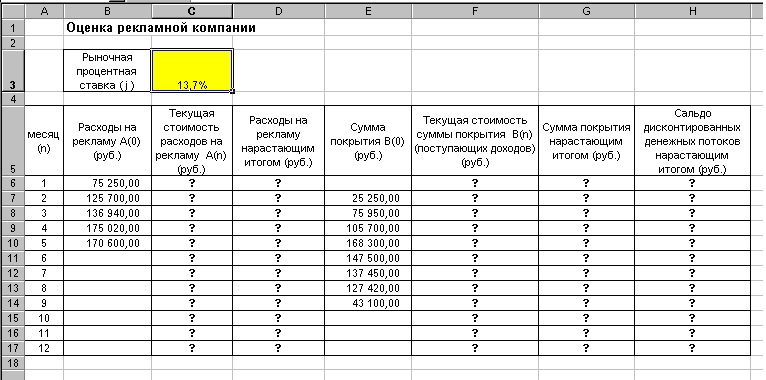 A B C D E F G H
1 Оценка рекламной компании
2
3 Рыночная процентная ставка ( j ) 13,7%
4
5 месяц (n) Расходы на рекламу A(0) (руб.) Текущая стоимость расходов на рекламу A(n) (руб.) Расходы на рекламу нарастающим итогом (руб.) Сумма покрытия B(0) (руб.) Текущая стоимость суммы покрытия B(n) (поступающих доходов) (руб.) Сумма покрытия нарастающим итогом (руб.) Сальдо дисконтированных денежных потоков нарастающим итогом (руб.)
6 1 75 250,00 ? ? ? ? ?
7 2 125 700,00 ? ? 25 250,00 ? ? ?
8 3 136 940,00 ? ? 75 950,00 ? ? ?
9 4 175 020,00 ? ? 105 700,00 ? ? ?
10 5 170 600,00 ? ? 168 300,00 ? ? ?
11 6 ? ? 147 500,00 ? ? ?
12 7 ? ? 137 450,00 ? ? ?
13 8 ? ? 127 420,00 ? ? ?
14 9 ? ? 43 100,00 ? ? ?
15 10 ? ? ? ? ?
16 11 ? ? ? ? ?
17 12 ? ? ? ? ?
18